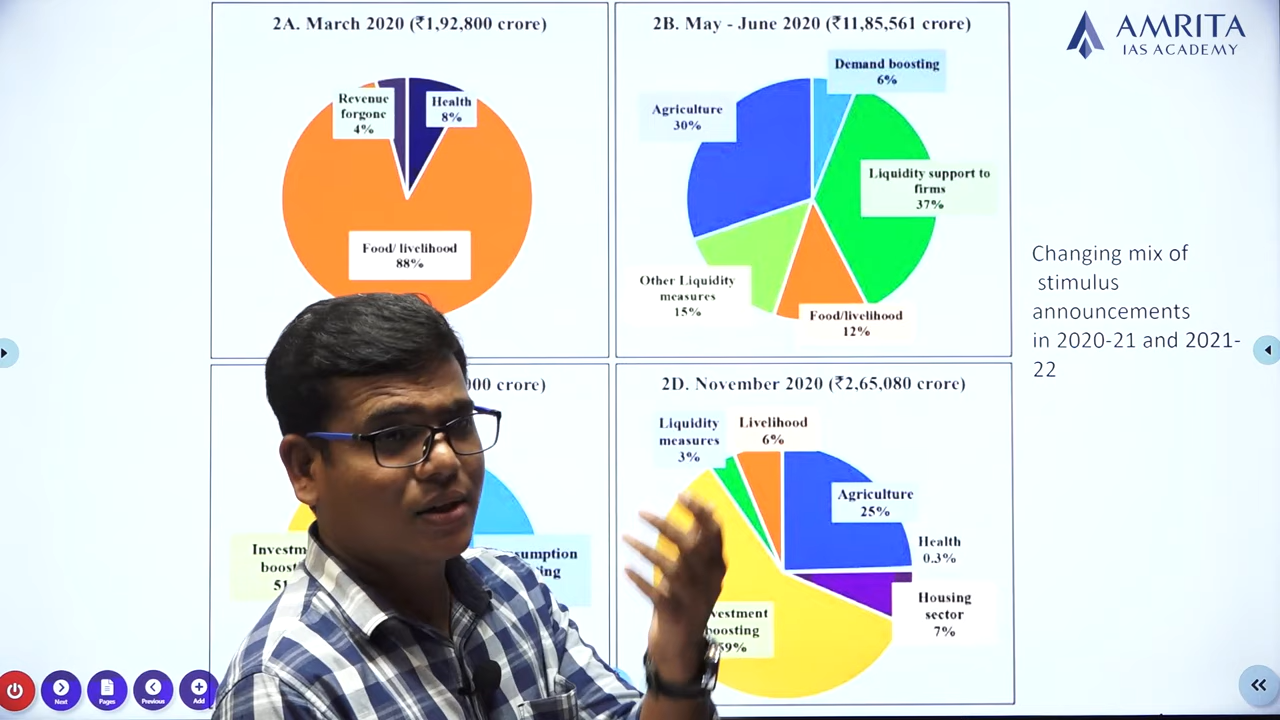 2A. March 2020 (₹1,92,800 crore)
Revenue
forgone
4%
Health
8%
Food/ livelihood
88%
2B. May - June 2020 (₹11,85,561 crore)
Demand boosting
6%
Agriculture
30%
Liquidity support to
firms
37%
Other Liquidity
measures
15%
Food/livelihood
12%
AMRITA
IAS ACADEMY
Changing mix of
stimulus
announcements
in 2020-21 and 2021-
22
crore)
2D. November 2020 (₹2,65,080 crore)
Liquidity
measures
3%
Livelihood
6%
Agriculture
25%
Health
0.3%
Housing
sector
7%
boosting
59%
Next
Pages
Previous
Add